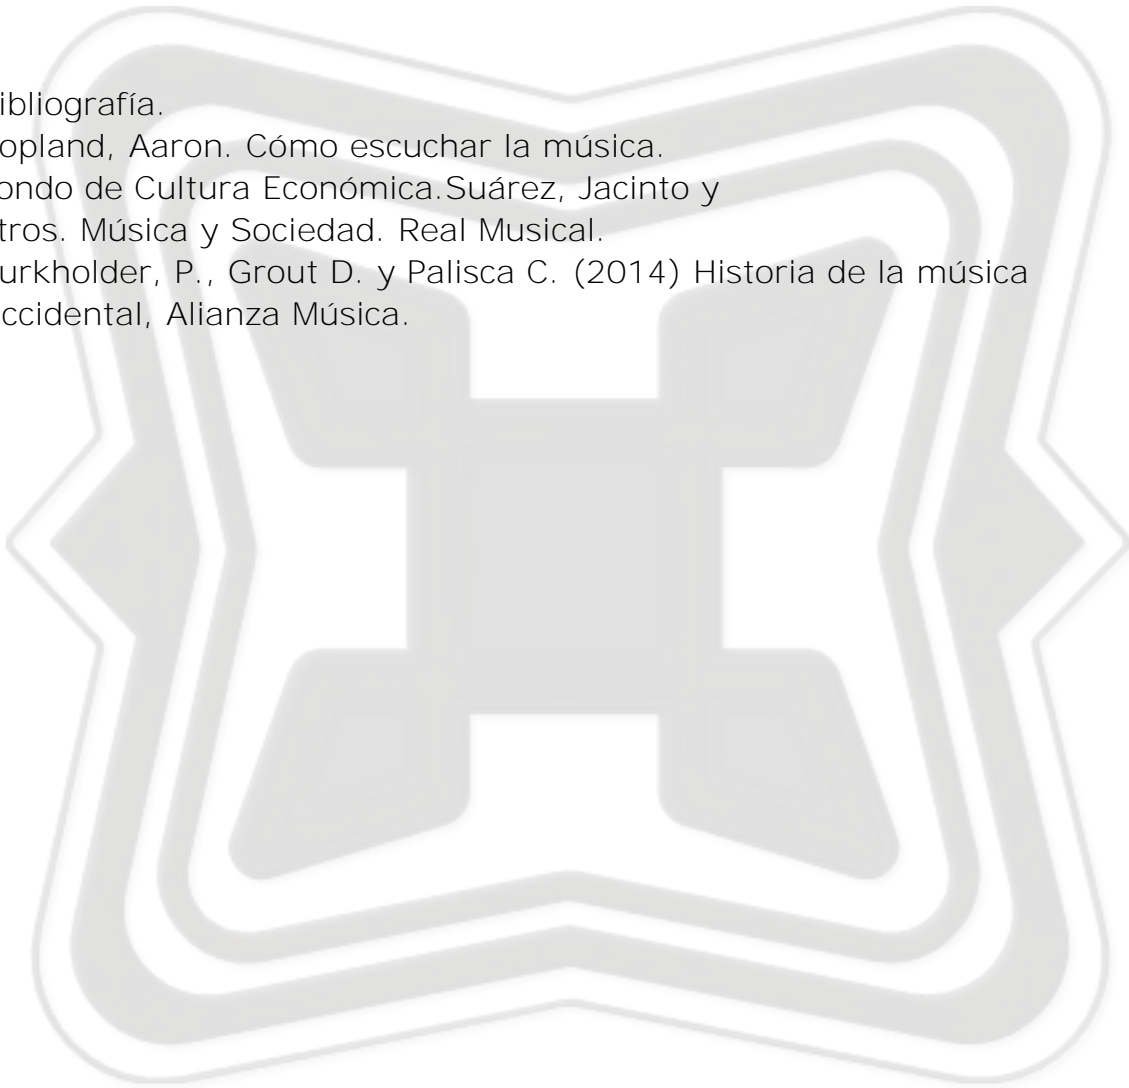 ibliografía.
opland, Aaron. Cómo escuchar la música.
ondo de Cultura Económica.Suárez, Jacinto y
tros. Música y Sociedad. Real Musical.
urkholder, P., Grout D. y Palisca C. (2014) Historia de la música
ccidental, Alianza Música.